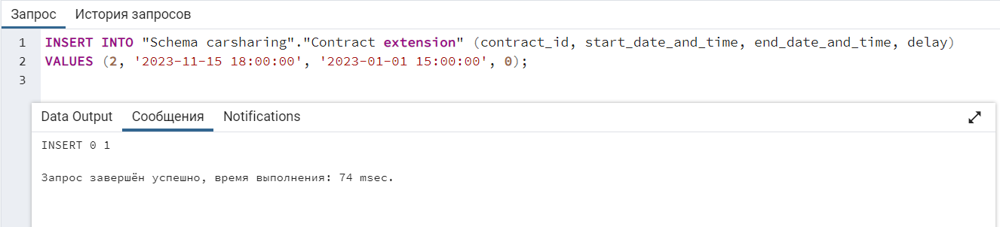 Запрос История запросов
1 INSERT INTO "Schema carsharing"."Contract extension" (contract_id, start_date_and_time, end_date_and_time, delay)
2 VALUES (2, '2023-11-15 18:00:00', '2023-01-01 15:00:00', 0);
3
Data Output Сообщения Notifications
INSERT 0 1
Запрос завершён успешно, время выполнения: 74 msec.